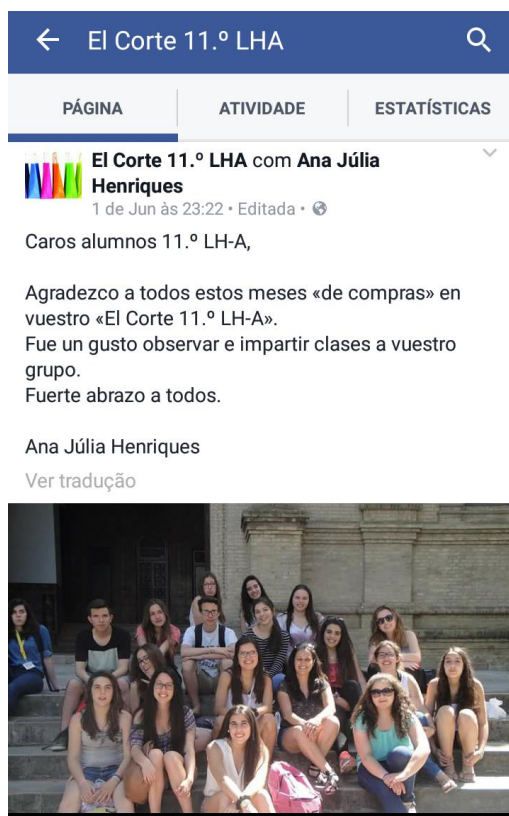 El Corte 11.º LHA
PÁGINA
ATIVIDADE
ESTATÍSTICAS
El Corte 11.º LHA com Ana Júlia
Henriques
1 de Jun às 23:22 • Editada •
Caros alumnos 11.º LH-A,
Agradezco a todos estos meses «de compras» en
vuestro «El Corte 11.º LH-A».
Fue un gusto observar e impartir clases a vuestro
grupo.
Fuerte abrazo a todos.
Ana Júlia Henriques
Ver tradução